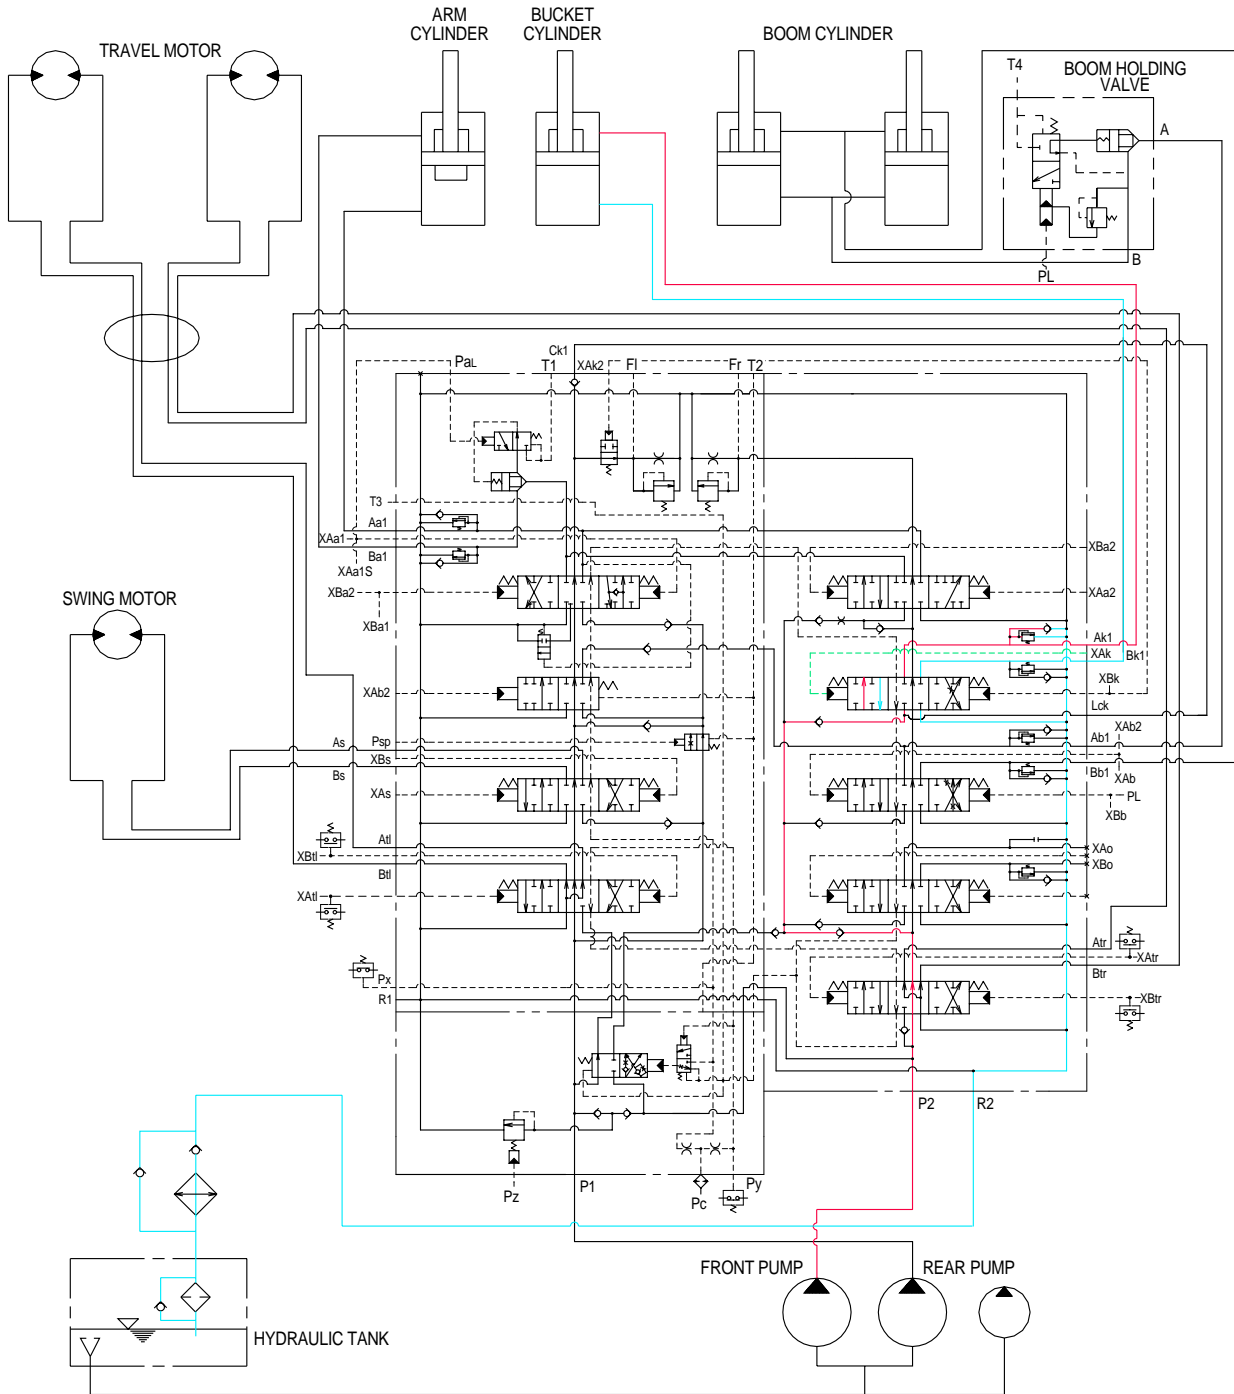 ARM
CYLINDER
BUCKET
CYLINDER
BOOM CYLINDER
TRAVEL MOTOR
T4
BOOM HOLDING
VALVE
A
B
PL
Ck1
PaL
T1
XAk2
Fl
Fr
T2
T3
Aa1
XAa1
Ba1
XAa1S
XBa2
XBa2
XBa1
XAa2
SWING MOTOR
Ak1
XAk
Bk1
XBk
XAb2
Lck
XAb2
Ab1
As
Psp
XBs
Bs
Bb1
XAb
XAs
PL
XBb
Atl
XBtl
Btl
XAo
XBo
XAtl
Atr
XAtr
Px
Btr
R1
XBtr
P2
R2
Pz
P1
Pc
Py
FRONT PUMP
REAR PUMP
HYDRAULIC TANK